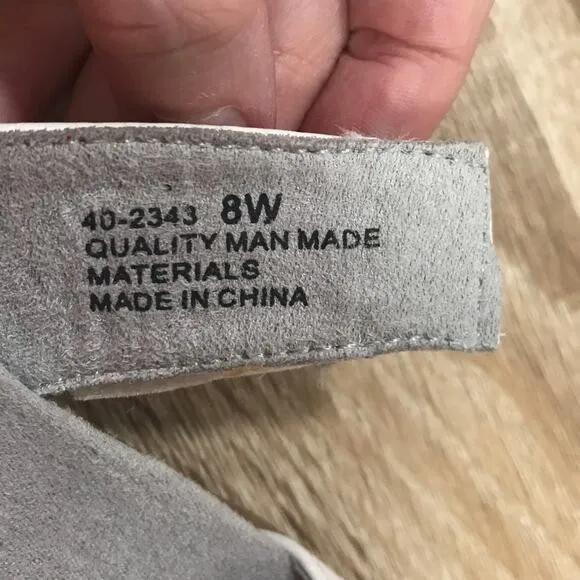 40-2343 8W
QUALITY MAN MADE
MATERIALS
MADE IN CHINA